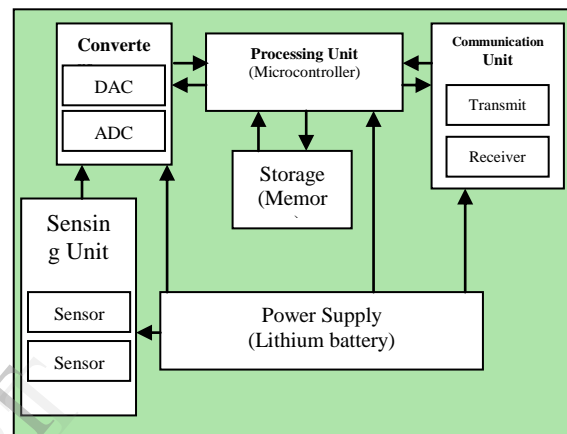 Converte
DAC
ADC
Processing Unit
(Microcontroller)
Communication
Unit
Transmit
Receiver
Storage
(Memor
Sensin
g Unit
Sensor
Sensor
Power Supply
(Lithium battery)